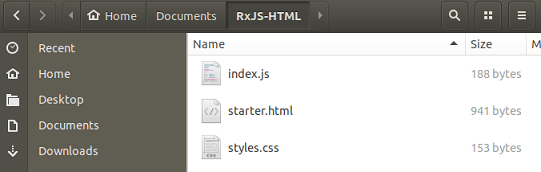 Home Documents RxJS-HTML
Recent
Home
Desktop
Documents
Downloads
Name Size M
index.js 188 bytes
starter.html 941 bytes
styles.css 153 bytes